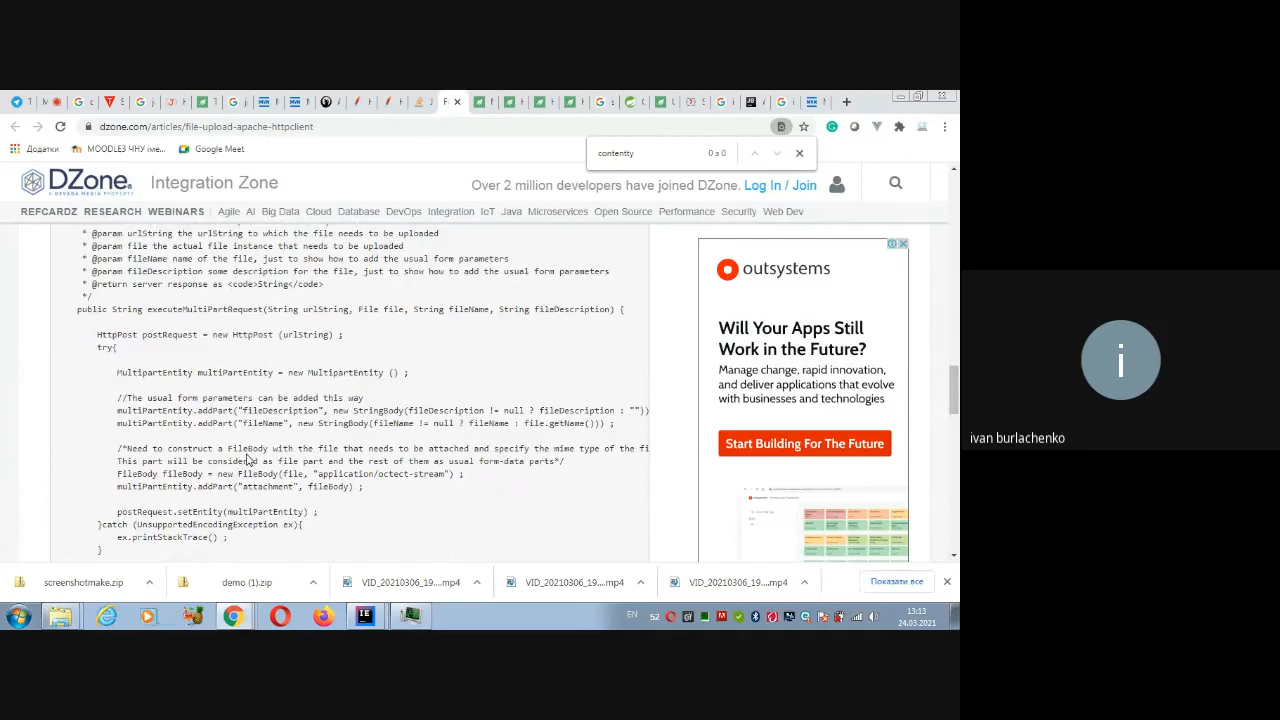 dzone.com/articles/file-upload-apache-httpclient
contentty
0 з 0
Додатки
MOODLE3 ЧНУ іме...
Google Meet
DZone.
A DEVADA MEDIA PROPERTY
Integration Zone
Over 2 million developers have joined DZone. Log In / Join
REFCARDZ RESEARCH WEBINARS Agile AI Big Data Cloud Database DevOps Integration IoT Java Microservices Open Source Performance Security Web Dev
* @param urlString the urlString to which the file needs to be uploaded
* @param file the actual file instance that needs to be uploaded
* @param fileName name of the file, just to show how to add the usual form parameters
* @param fileDescription some description for the file, just to show how to add the usual form parameters
* @return server response as <code>String</code>
*/
public String executeMultiPartRequest(String urlString, File file, String fileName, String fileDescription) {
HttpPost postRequest = new HttpPost (urlString) ;
try{
MultipartEntity multiPartEntity = new MultipartEntity () ;
//The usual form parameters can be added this way
multiPartEntity.addPart("fileDescription", new StringBody(fileDescription != null ? fileDescription : ""))
multiPartEntity.addPart("fileName", new StringBody(fileName != null ? fileName : file.getName())) ;
/*Need to construct a FileBody with the file that needs to be attached and specify the mime type of the fi
This part will be considered as file part and the rest of them as usual form-data parts*/
FileBody fileBody = new FileBody(file, "application/octect-stream") ;
multiPartEntity.addPart("attachment", fileBody) ;
postRequest.setEntity(multiPartEntity) ;
}catch (UnsupportedEncodingException ex){
ex.printStackTrace() ;
}
outsystems
Will Your Apps Still
Work in the Future?
Manage change, rapid innovation,
and deliver applications that evolve
with businesses and technologies
Start Building For The Future
screenshotmake.zip
demo (1).zip
VID_20210306_19....mp4
VID_20210306_19....mp4
VID_20210306_19....mp4
Показати все
EN
52
13:13
24.03.2021
i
ivan burlachenko